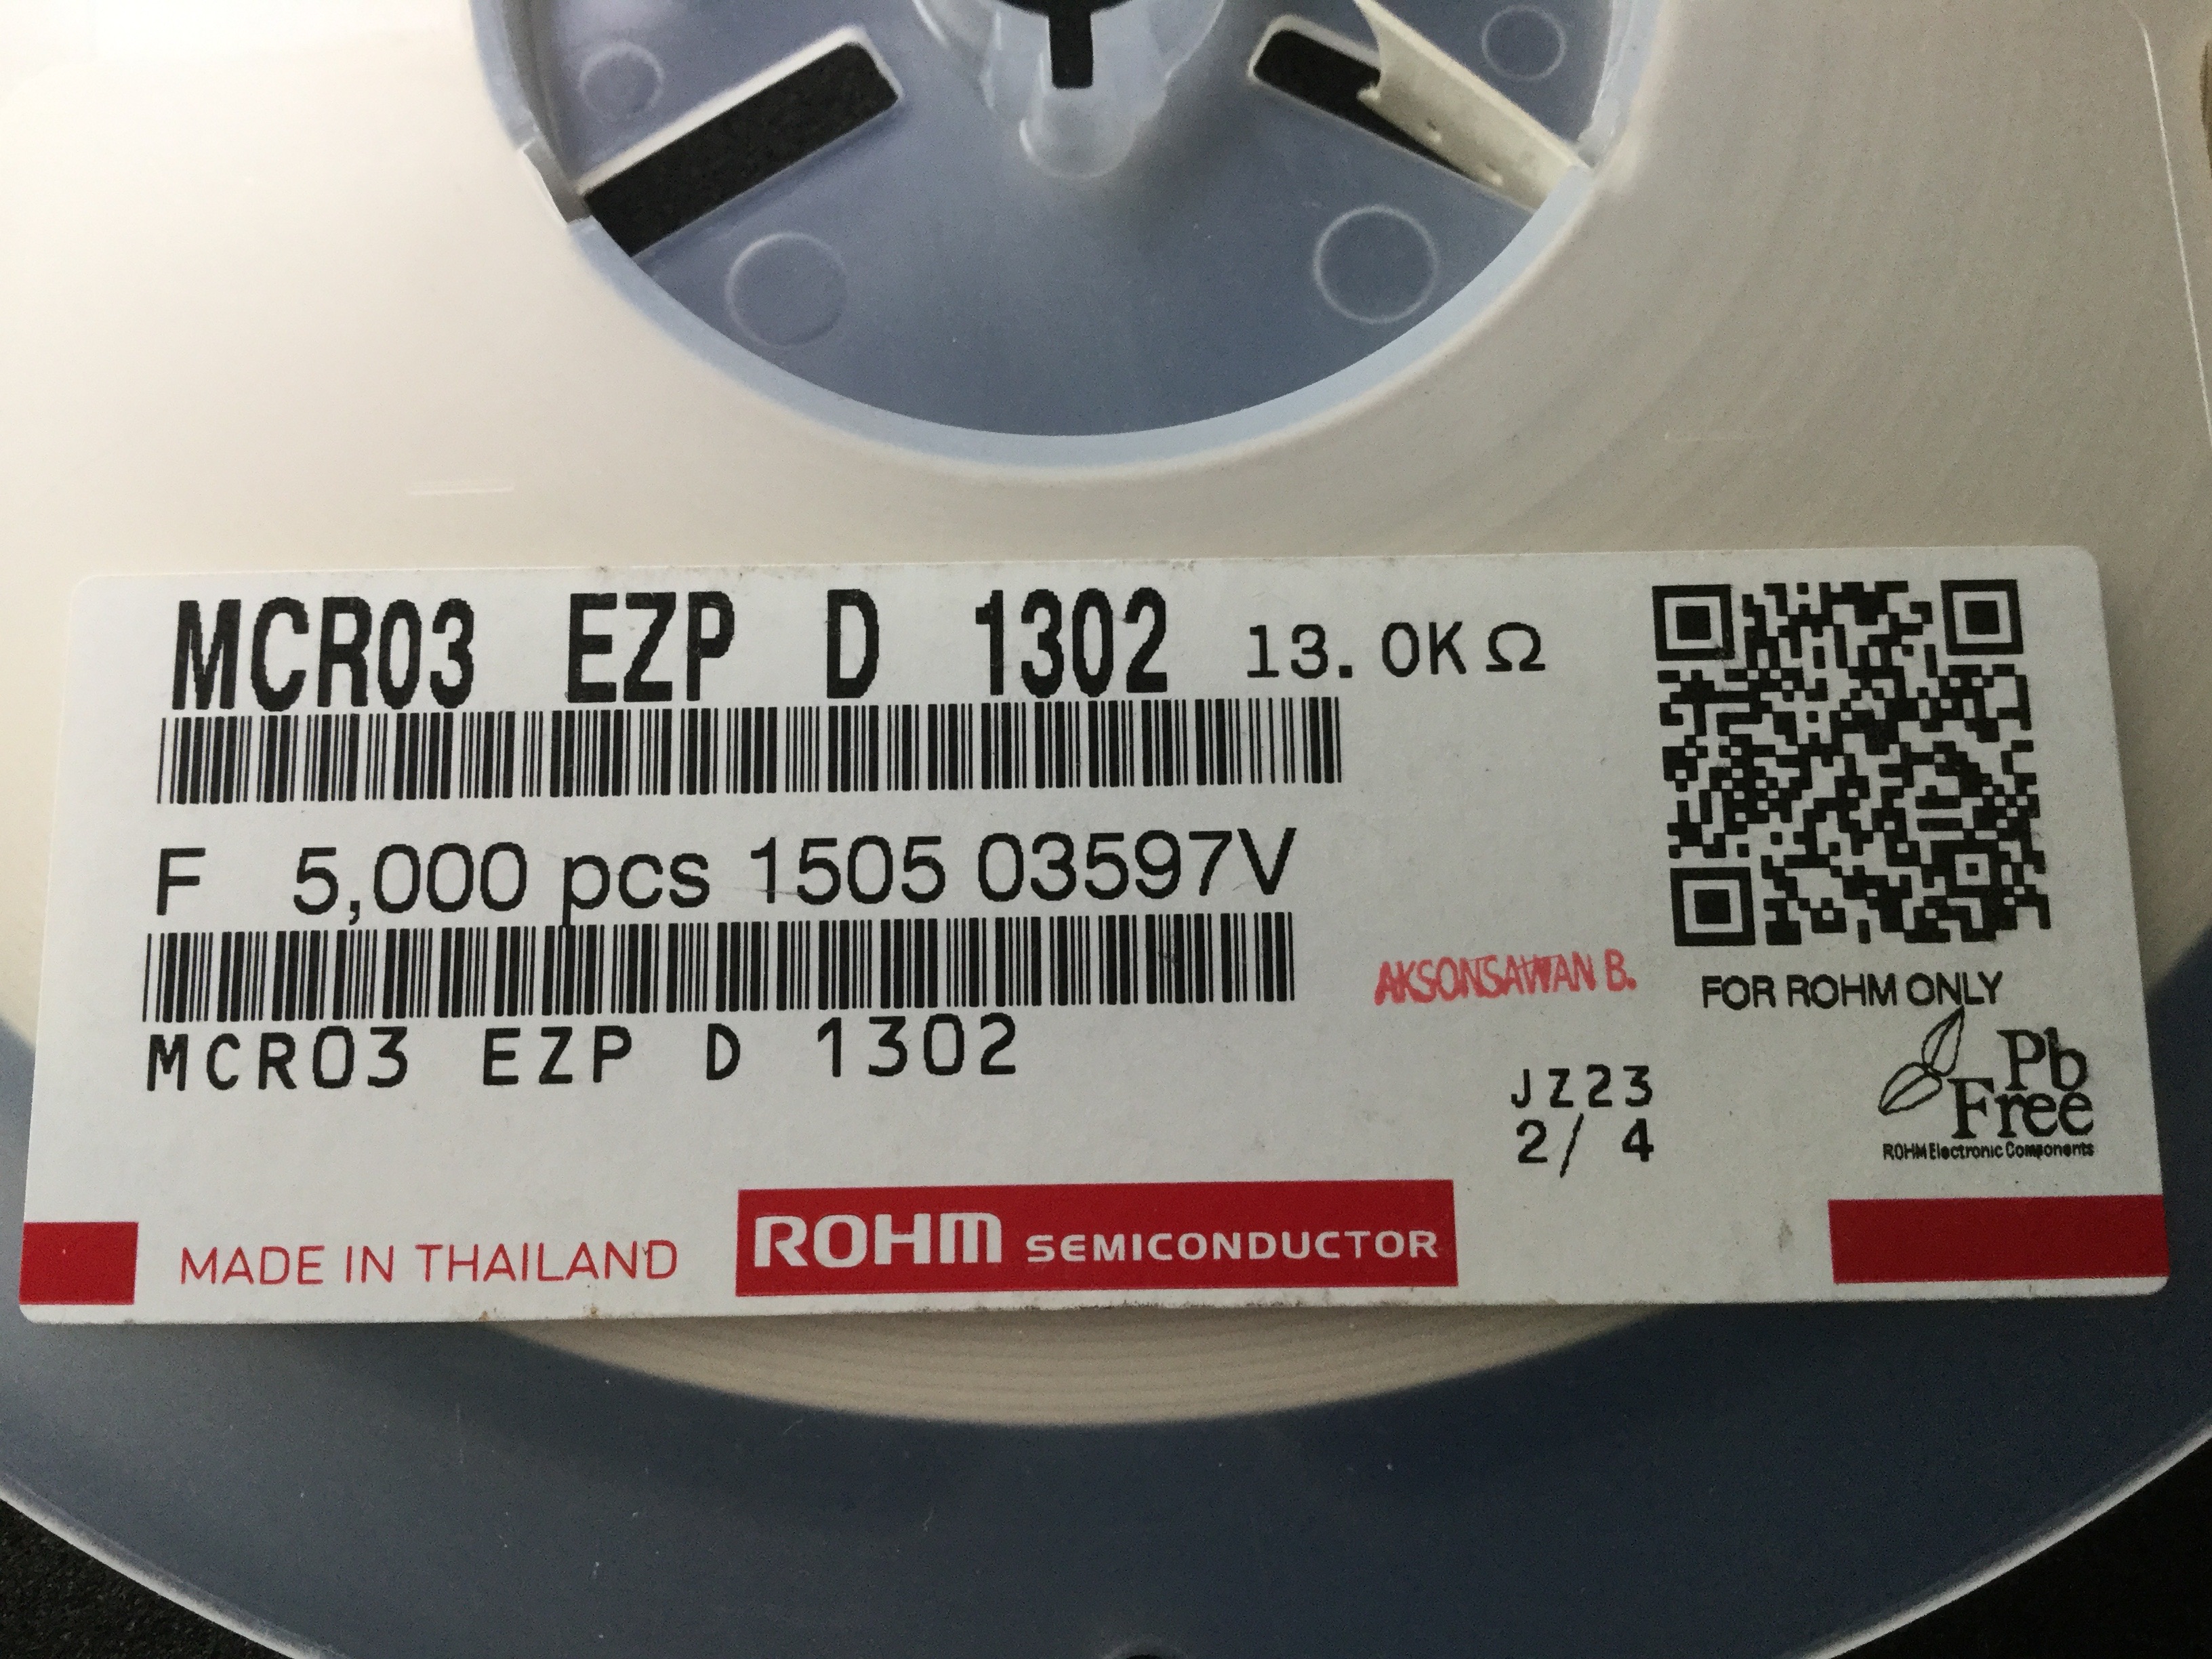 MCR03 EZP D 1302 13.0KΩ
F 5,000 pcs 1505 03597V
AKSONSAWAN B.
FOR ROHM ONLY
MCR03 EZP D 1302
JZ23
2/ 4
Pb
Free
ROHM Electronic Components
MADE IN THAILAND
ROHM SEMICONDUCTOR